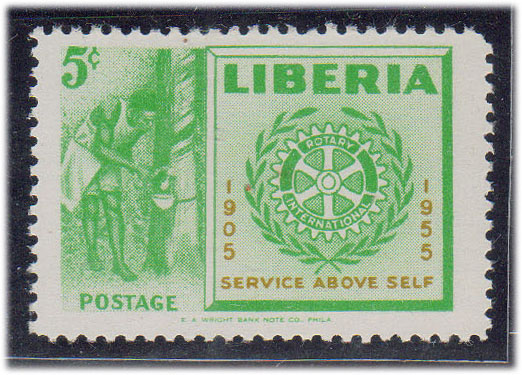 5¢
LIBERIA
ROTARY
INTERNATIONAL
1905
1955
SERVICE ABOVE SELF
POSTAGE
E. A. WRIGHT BANK NOTE CO., PHILA.